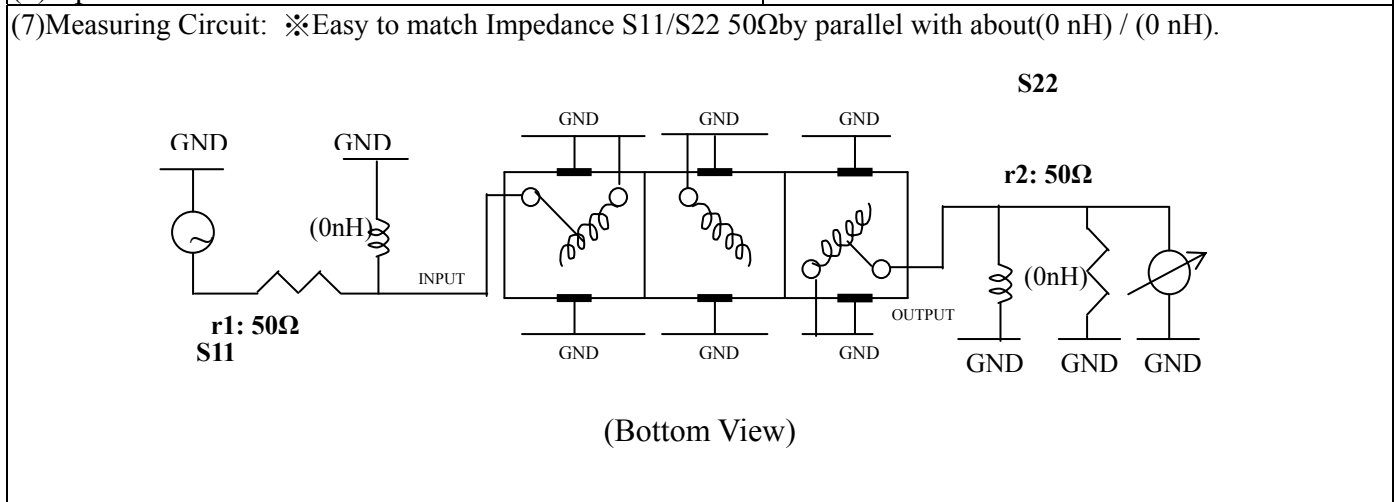 (7)Measuring Circuit: ※Easy to match Impedance S11/S22 50Ωby parallel with about(0 nH) / (0 nH).
S22
GND GND GND GND GND
r2: 50Ω
(0nH)
(0nH)
INPUT
OUTPUT
r1: 50Ω
S11
GND GND GND GND GND GND
(Bottom View)